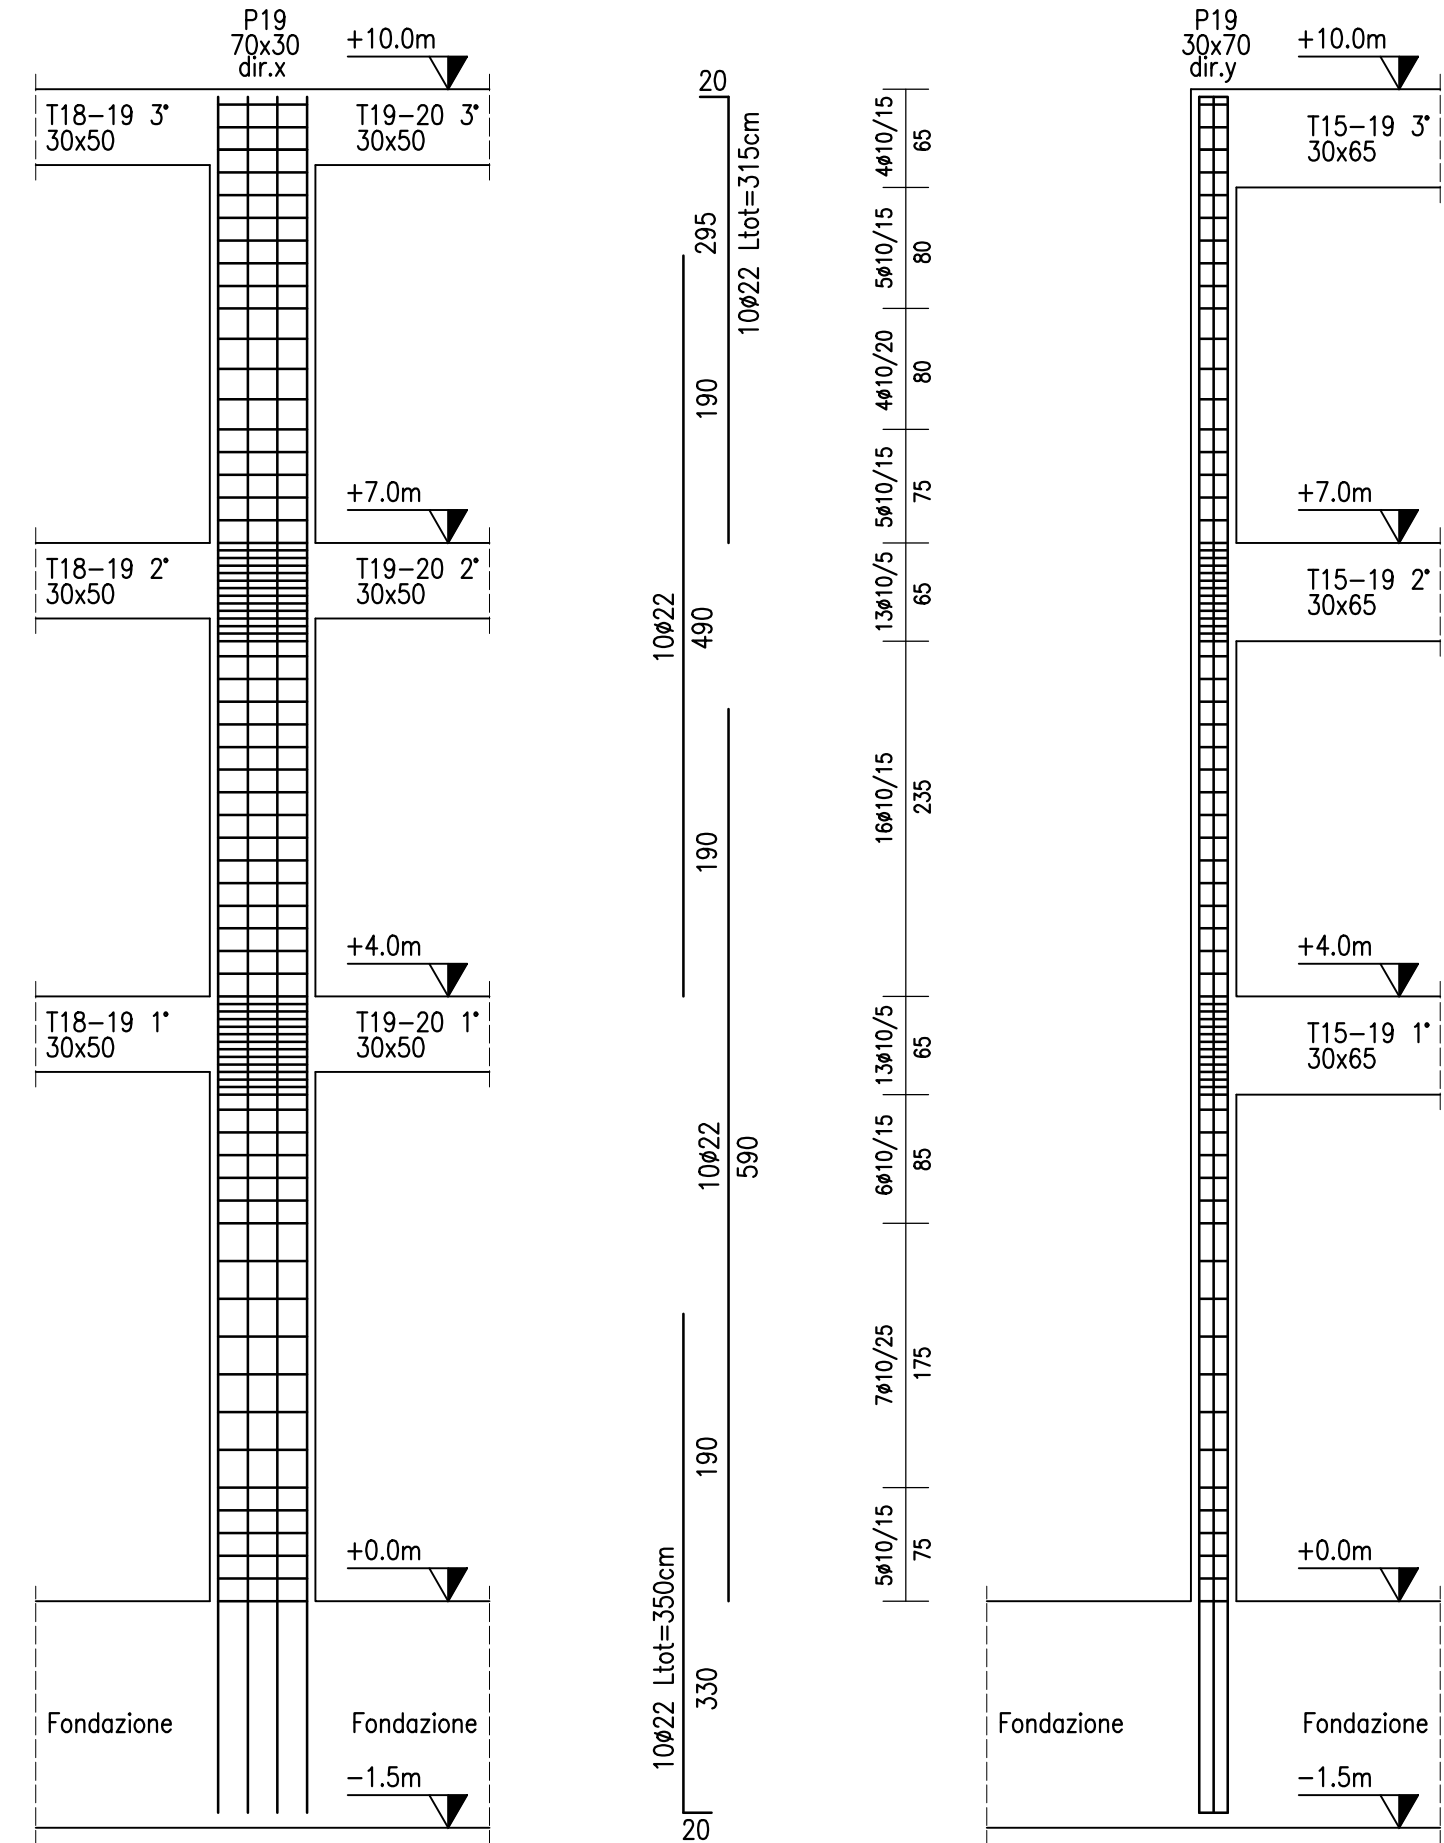 P19
70x30
dir.x
+10.0m
T18-19 3°
30x50
T19-20 3°
30x50
+7.0m
T18-19 2°
30x50
T19-20 2°
30x50
+4.0m
T18-19 1°
30x50
T19-20 1°
30x50
+0.0m
Fondazione
Fondazione
-1.5m
20
295
10ø22 Ltot=315cm
190
10ø22
490
190
10ø22
590
190
10ø22 Ltot=350cm
330
20
4ø10/15
65
5ø10/15
80
4ø10/20
80
5ø10/15
75
13ø10/5
65
16ø10/15
235
13ø10/5
65
6ø10/15
85
7ø10/25
175
5ø10/15
75
P19
30x70
dir.y
+10.0m
T15-19 3°
30x65
+7.0m
T15-19 2°
30x65
+4.0m
T15-19 1°
30x65
+0.0m
Fondazione
Fondazione
-1.5m